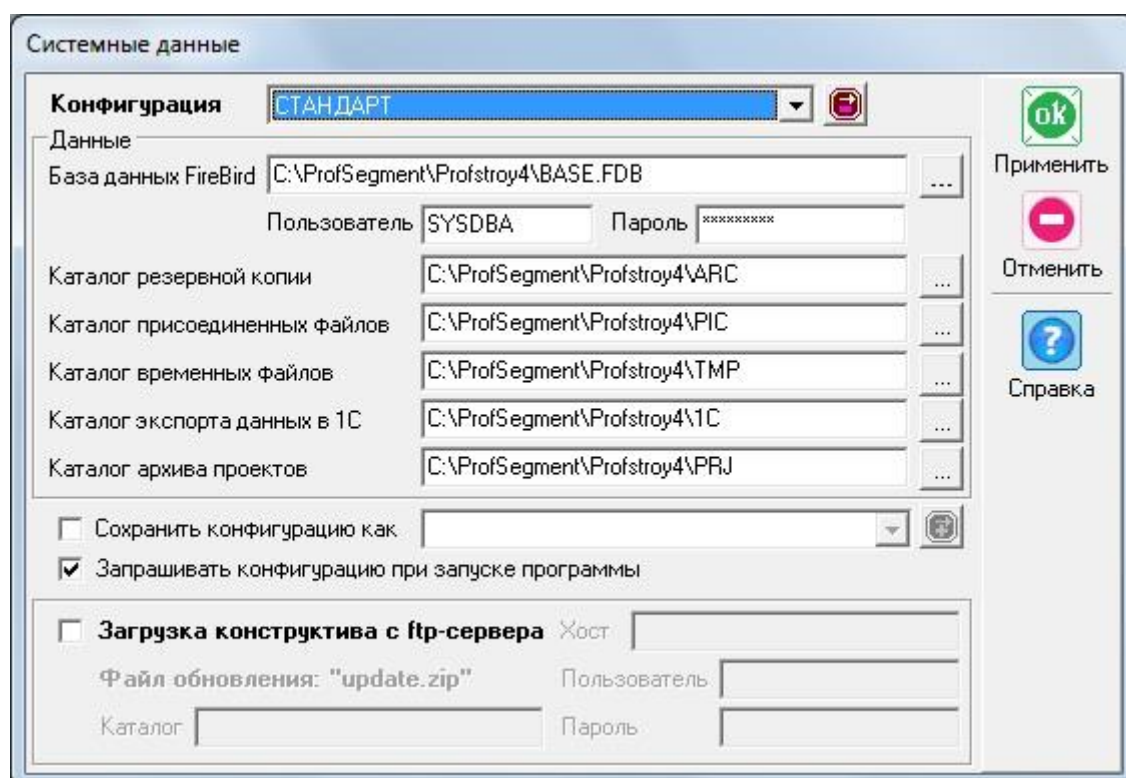 Системные данные
Конфигурация СТАНДАРТ
ok
Применить
Данные
База данных FireBird C:\ProfSegment\Profstroy4\BASE.FDB ...
Пользователь SYSDBA Пароль *********
Отменить
Каталог резервной копии C:\ProfSegment\Profstroy4\ARC ...
Каталог присоединенных файлов C:\ProfSegment\Profstroy4\PIC ...
?
Каталог временных файлов C:\ProfSegment\Profstroy4\TMP ...
Справка
Каталог экспорта данных в 1С C:\ProfSegment\Profstroy4\1C ...
Каталог архива проектов C:\ProfSegment\Profstroy4\PRJ ...
Сохранить конфигурацию как
Запрашивать конфигурацию при запуске программы
Загрузка конструктива с ftp-сервера Хост
Файл обновления: "update.zip" Пользователь
Каталог Пароль